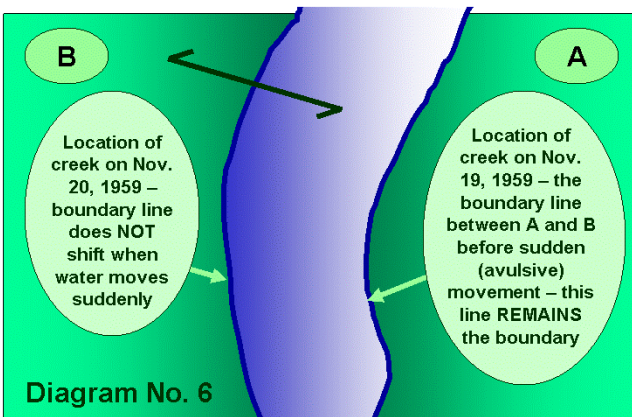 B
A
Location of
creek on Nov.
20, 1959 –
boundary line
does NOT
shift when
water moves
suddenly
Location of
creek on Nov.
19, 1959 – the
boundary line
between A and B
before sudden
(avulsive)
movement – this
line REMAINS
the boundary
Diagram No. 6